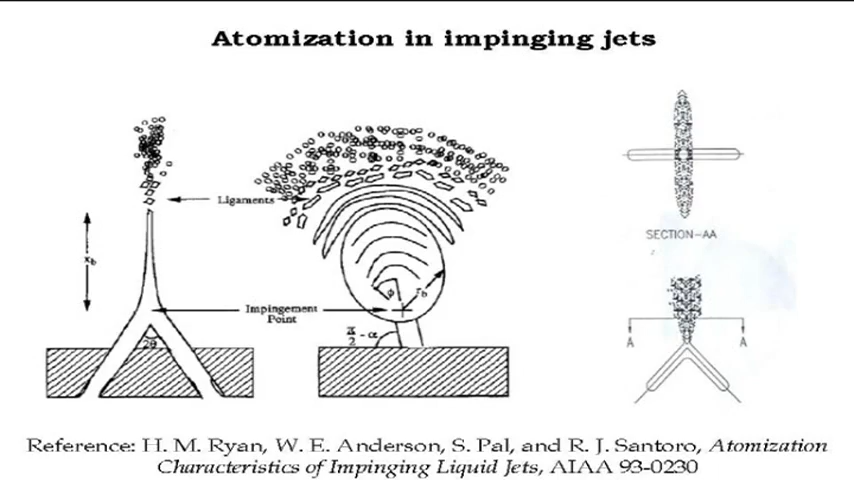 Atomization in impinging jets
Ligaments
x_b
Impingement
Point
2θ
ϕ
r_b
π/2 - α
SECTION-AA
A A
Reference: H. M. Ryan, W. E. Anderson, S. Pal, and R. J. Santoro, Atomization
Characteristics of Impinging Liquid Jets, AIAA 93-0230